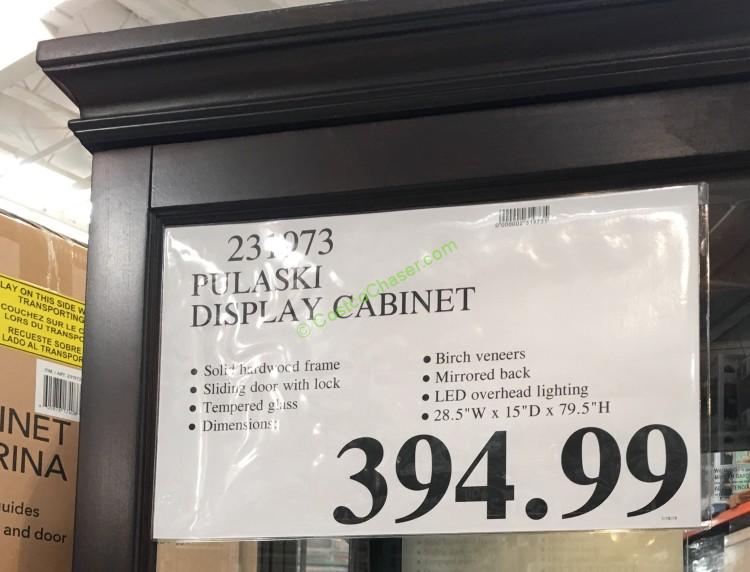 231973
PULASKI
DISPLAY CABINET
• Solid hardwood frame
• Sliding door with lock
• Tempered glass
• Dimensions:
• Birch veneers
• Mirrored back
• LED overhead lighting
• 28.5"W x 15"D x 79.5"H
394.99
© CostcoChaser.com
LAY ON THIS SIDE W
TRANSPORTING
COUCHEZ SUR LE C
LORS DU TRANSPO
RECUESTE SOBRE
LADO AL TRANSPOR
INET
RINA
uides
and door